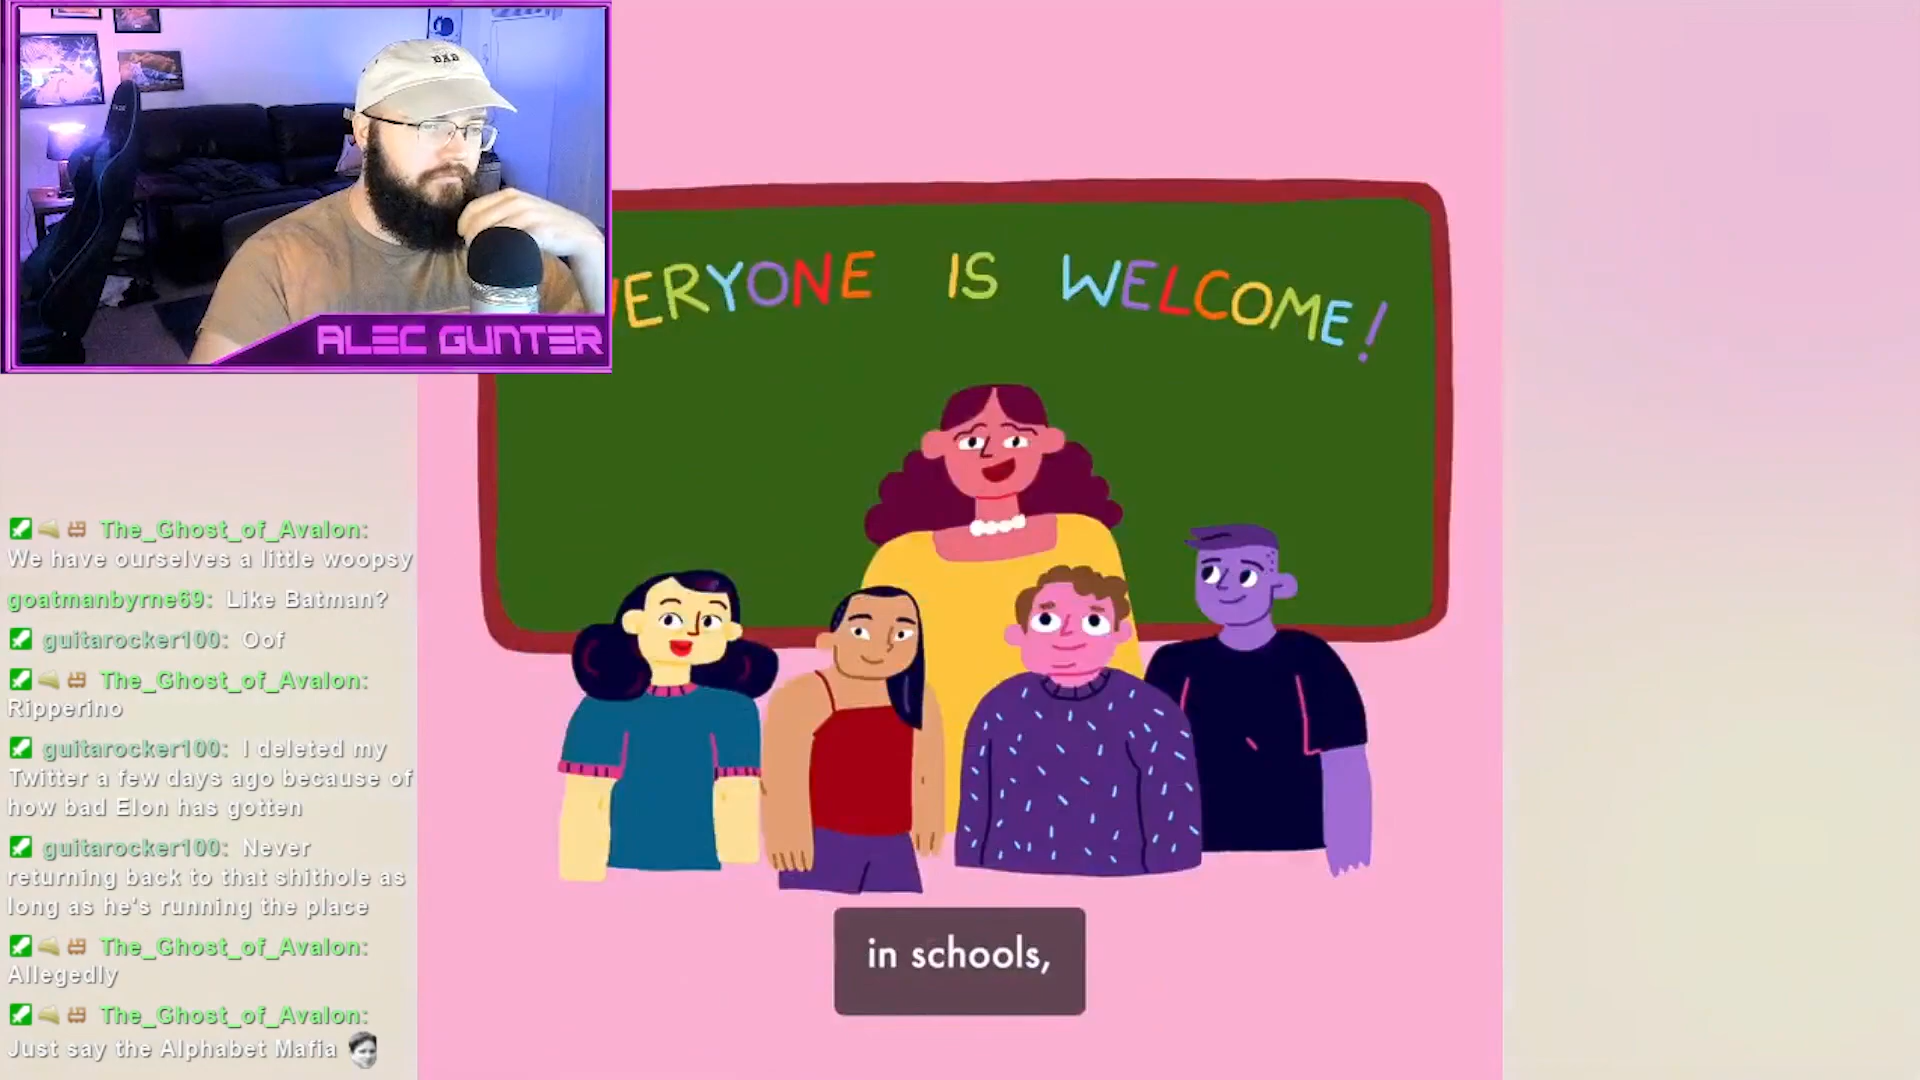 DAD
ALEC GUNTER
VERYONE IS WELCOME!
The_Ghost_of_Avalon:
We have ourselves a little woopsy
goatmanbyrne69: Like Batman?
guitarocker100: Oof
The_Ghost_of_Avalon:
Ripperino
guitarocker100: I deleted my
Twitter a few days ago because of
how bad Elon has gotten
guitarocker100: Never
returning back to that shithole as
long as he's running the place
The_Ghost_of_Avalon:
Allegedly
The_Ghost_of_Avalon:
Just say the Alphabet Mafia
in schools,